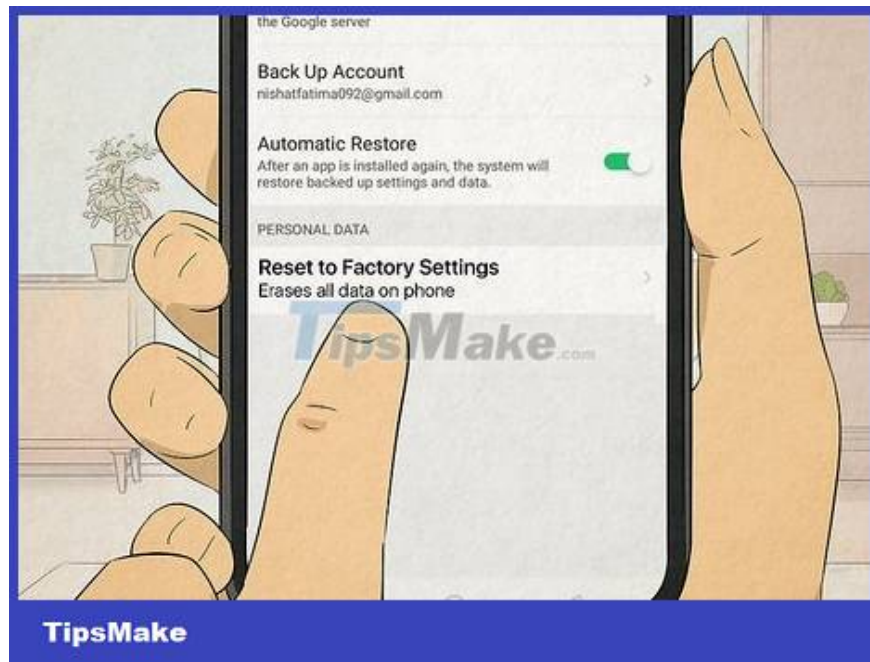 the Google server
Back Up Account
nishatfatima092@gmail.com
Automatic Restore
After an app is installed again, the system will
restore backed up settings and data.
PERSONAL DATA
Reset to Factory Settings
Erases all data on phone
TipsMake.com
TipsMake